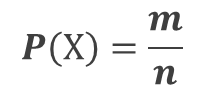 P(X) = m/n